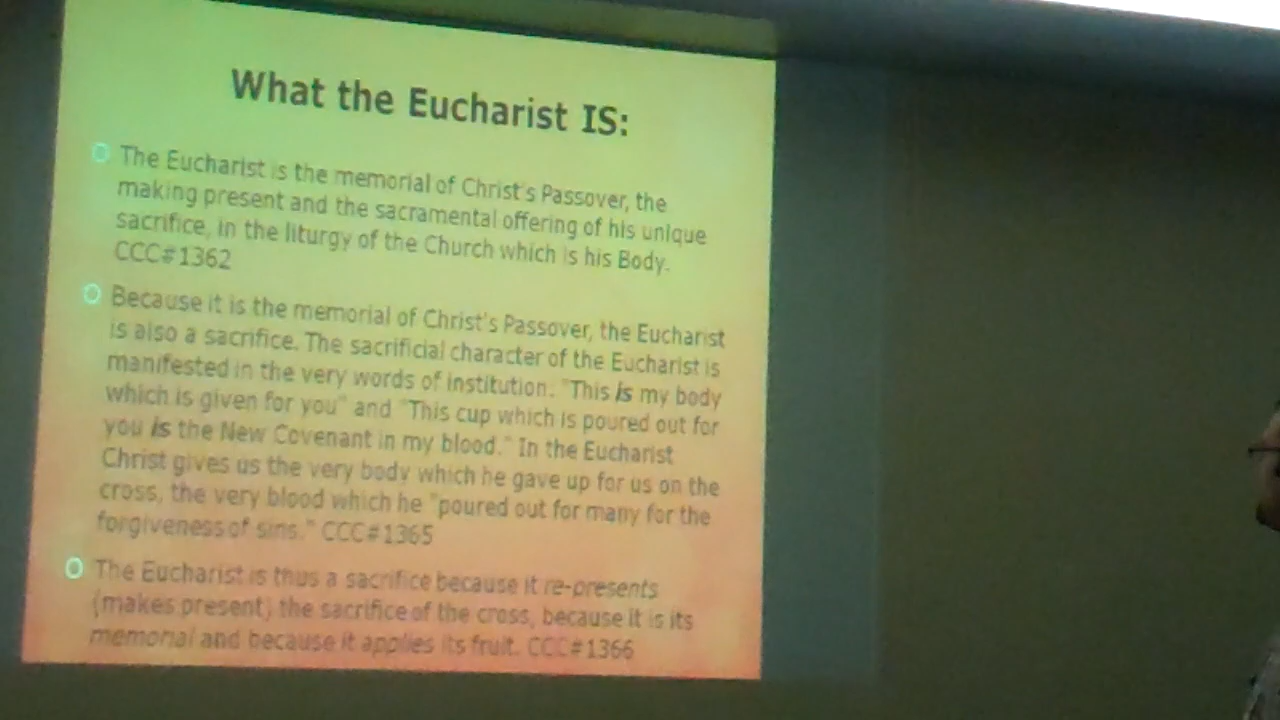 What the Eucharist IS:
The Eucharist is the memorial of Christ's Passover, the
making present and the sacramental offering of his unique
sacrifice, in the liturgy of the Church which is his Body.
CCC#1362
Because it is the memorial of Christ's Passover, the Eucharist
is also a sacrifice. The sacrificial character of the Eucharist is
manifested in the very words of institution: "This is my body
which is given for you" and "This cup which is poured out for
you is the New Covenant in my blood." In the Eucharist
Christ gives us the very body which he gave up for us on the
cross, the very blood which he "poured out for many for the
forgiveness of sins." CCC#1365
The Eucharist is thus a sacrifice because it re-presents
(makes present) the sacrifice of the cross, because it is its
memorial and because it applies its fruit. CCC#1366